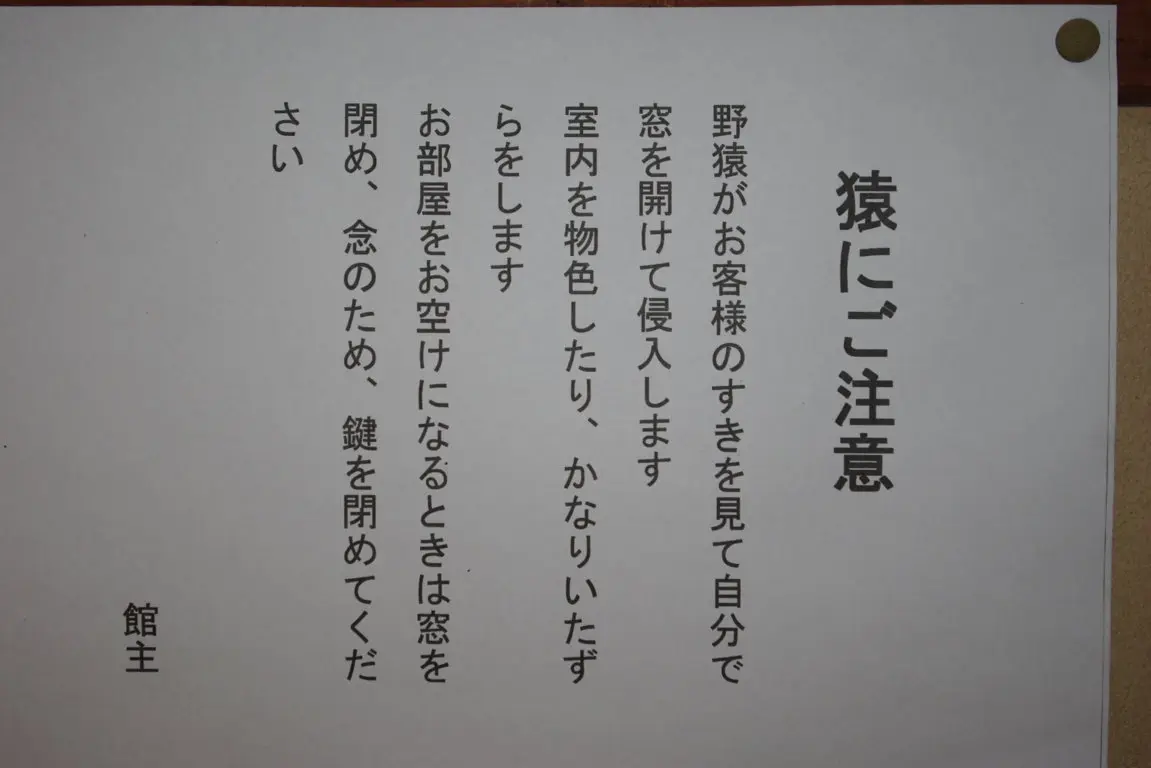 猿にご注意
野猿がお客様のすきを見て自分で
窓を開けて侵入します
室内を物色したり、かなりいたず
らをします
お部屋をお空けになるときは窓を
閉め、念のため、鍵を閉めてくだ
さい
館主